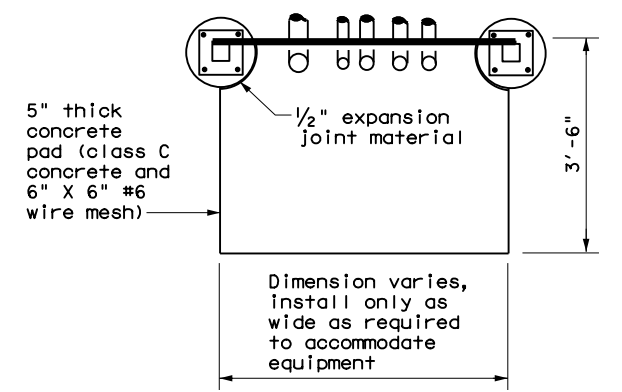 5" thick
concrete
pad (class C
concrete and
6" X 6" #6
wire mesh)
1/2" expansion
joint material
3'-6"
Dimension varies,
install only as
wide as required
to accommodate
equipment